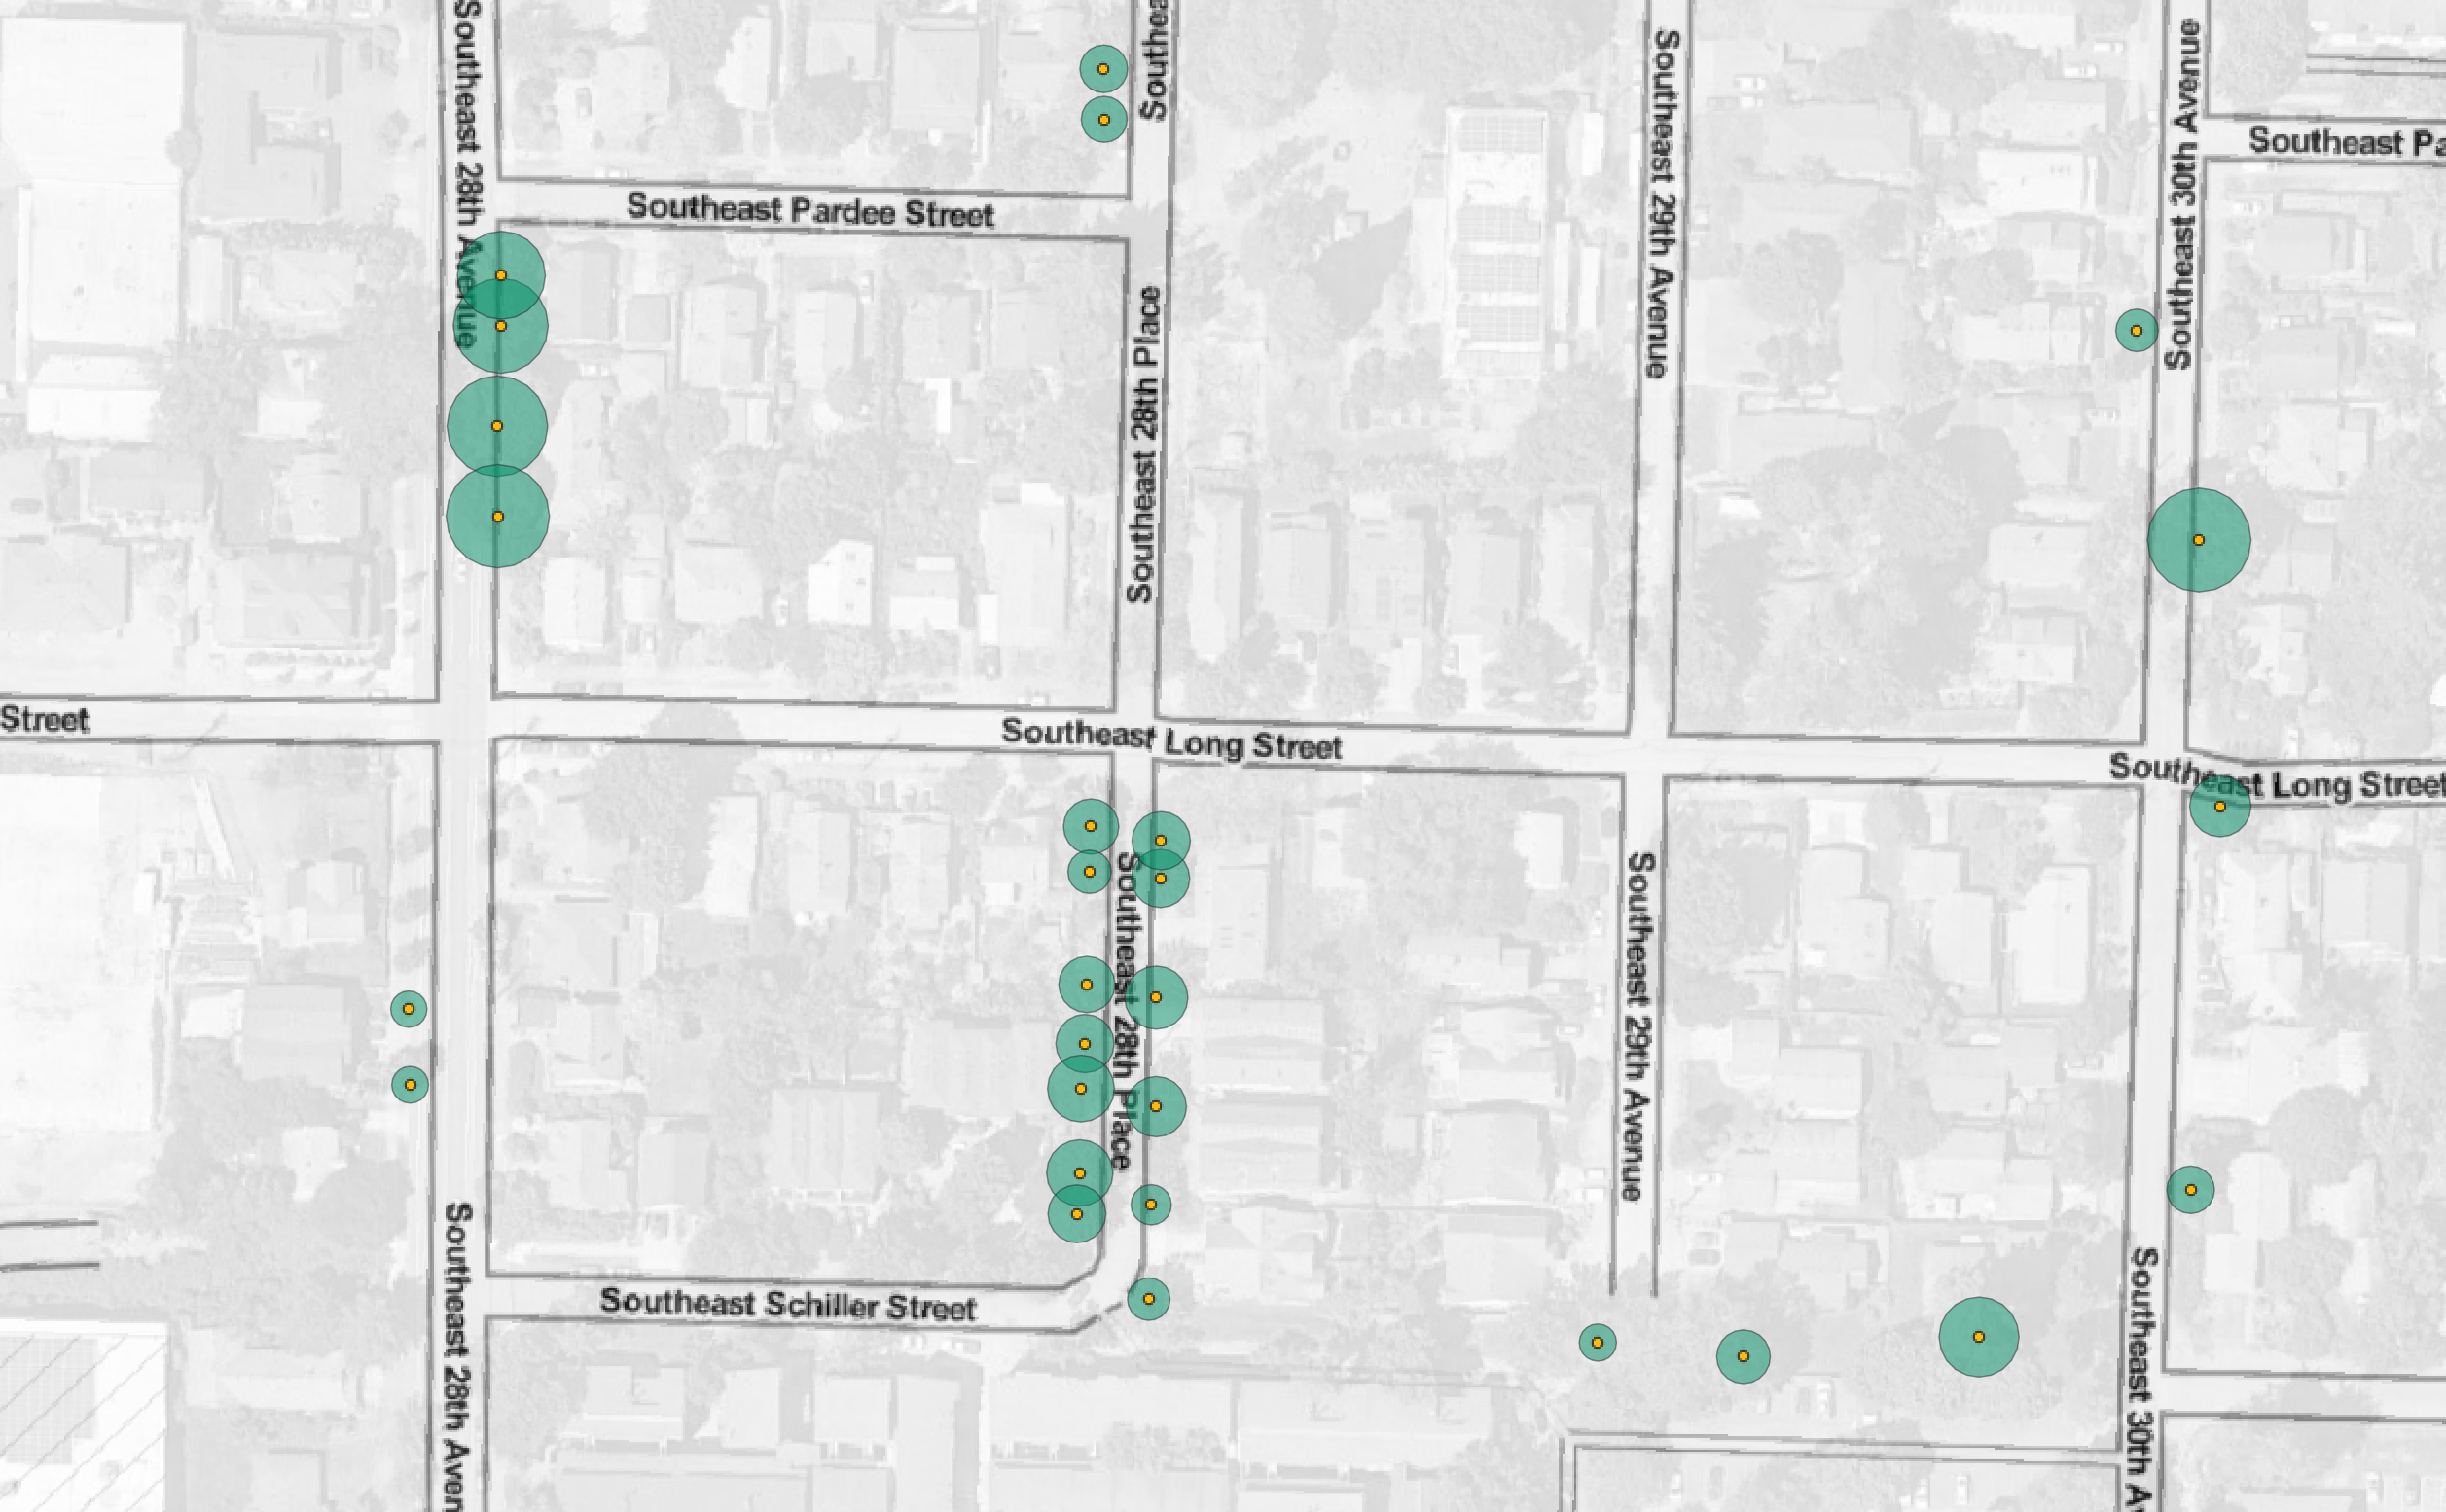 Southeast 28th Avenue
Southea
Southeast 29th Avenue
Southeast 30th Avenue
Southeast Pa
Southeast Pardee Street
Southeast 28th Place
Street
Southeast Long Street
Southeast Long Street
Southeast 28th Place
Southeast 29th Avenue
Southeast 28th Aven
Southeast Schiller Street
Southeast 30th Av